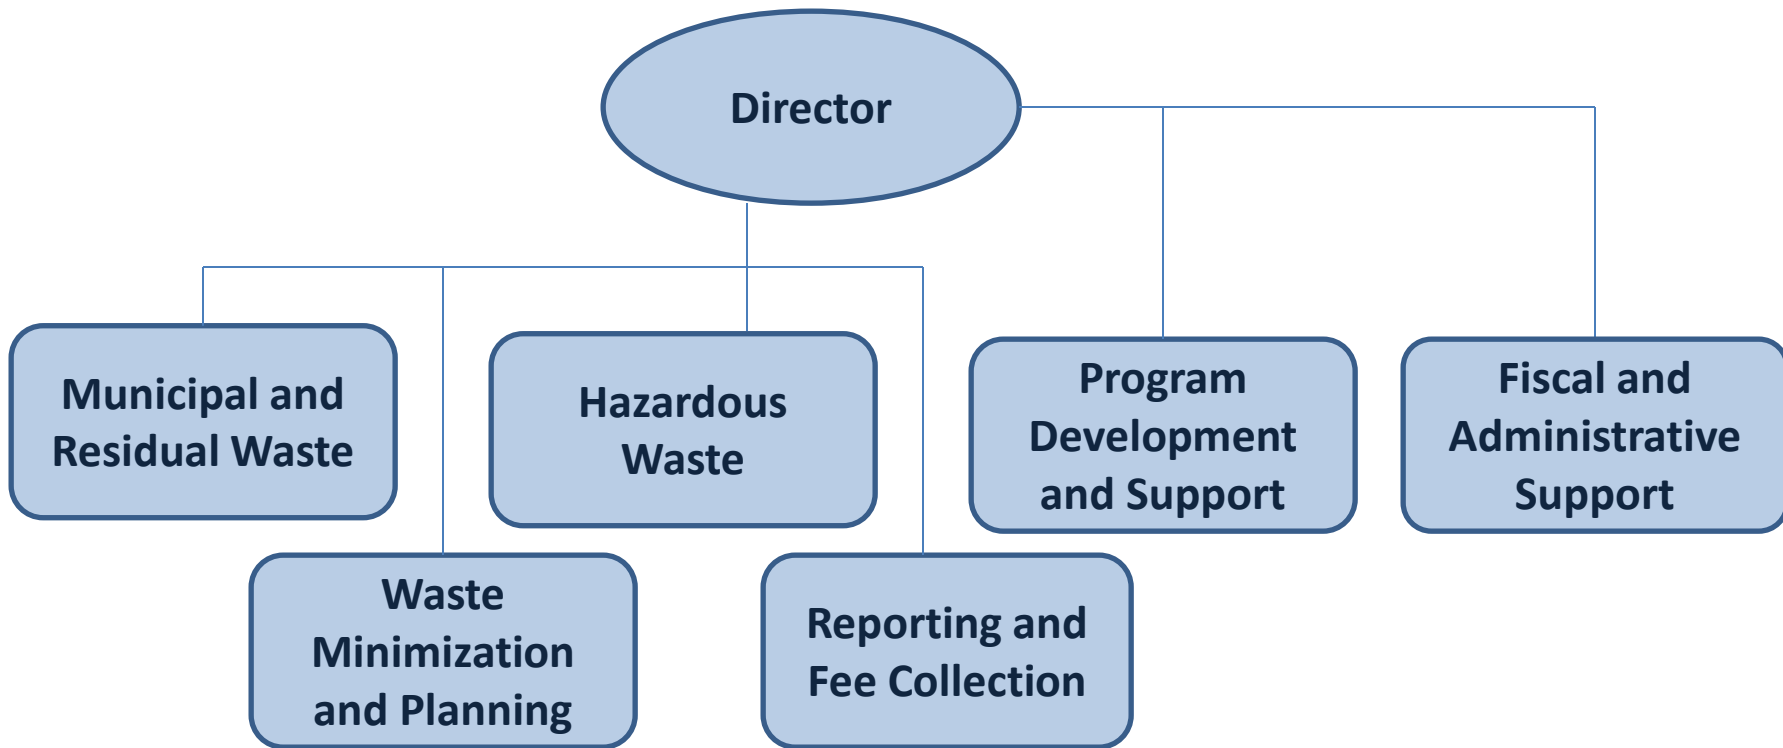 Director
Municipal and
Residual Waste
Hazardous
Waste
Program
Development
and Support
Fiscal and
Administrative
Support
Waste
Minimization
and Planning
Reporting and
Fee Collection